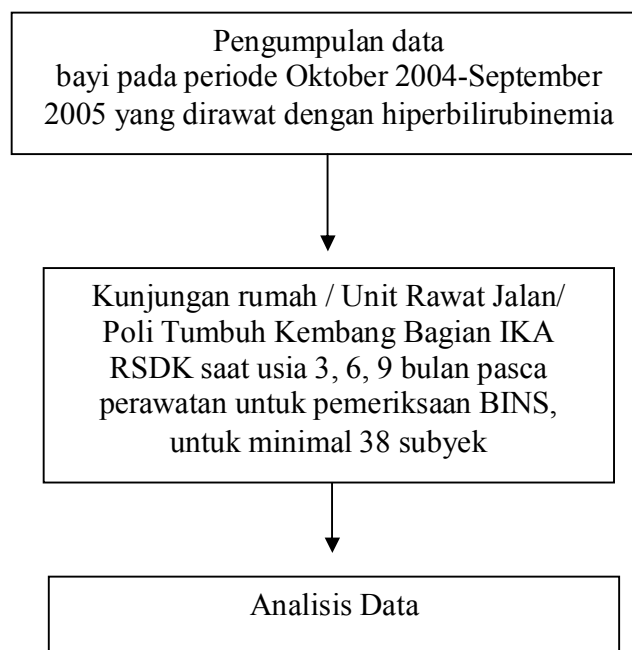 Pengumpulan data
bayi pada periode Oktober 2004-September
2005 yang dirawat dengan hiperbilirubinemia
Kunjungan rumah / Unit Rawat Jalan/
Poli Tumbuh Kembang Bagian IKA
RSDK saat usia 3, 6, 9 bulan pasca
perawatan untuk pemeriksaan BINS,
untuk minimal 38 subyek
Analisis Data